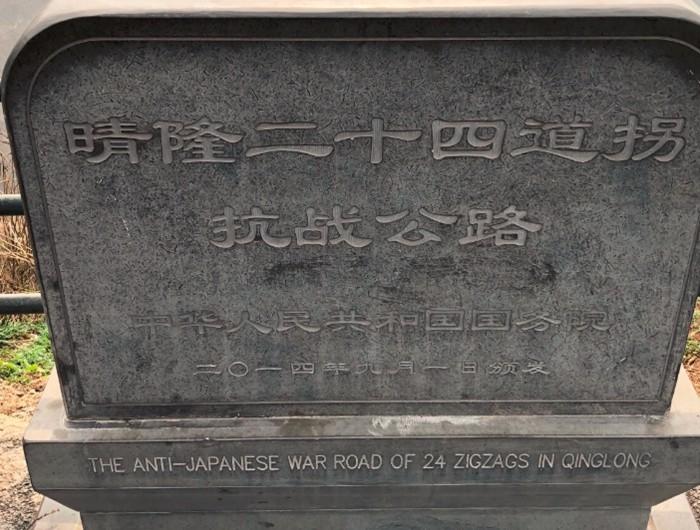 晴隆二十四道拐
抗战公路
中华人民共和国国务院
二〇一四年九月一日颁发
THE ANTI-JAPANESE WAR ROAD OF 24 ZIGZAGS IN QINGLONG